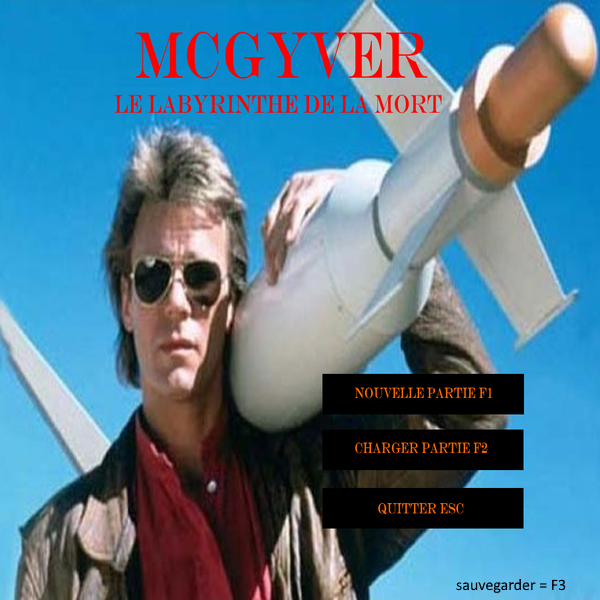 MCGYVER
LE LABYRINTHE DE LA MORT
NOUVELLE PARTIE F1
CHARGER PARTIE F2
QUITTER ESC
sauvegarder = F3